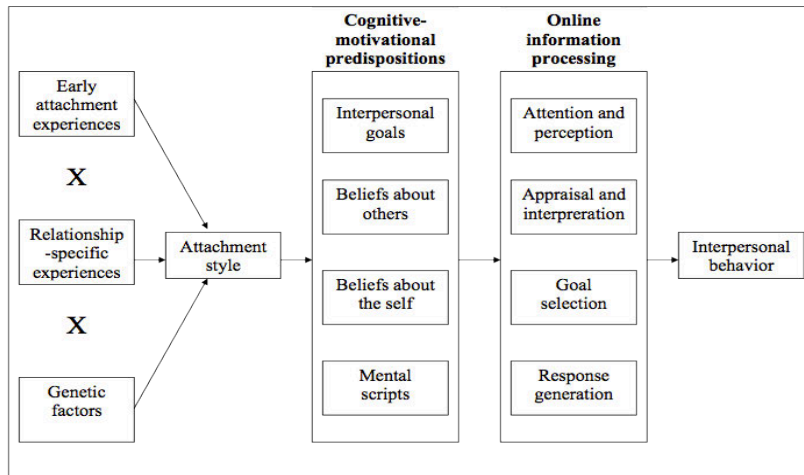 Cognitive-
motivational
predispositions
Online
information
processing
Early
attachment
experiences
X
Relationship
-specific
experiences
X
Genetic
factors
Attachment
style
Interpersonal
goals
Beliefs about
others
Beliefs about
the self
Mental
scripts
Attention and
perception
Appraisal and
interpreration
Goal
selection
Response
generation
Interpersonal
behavior